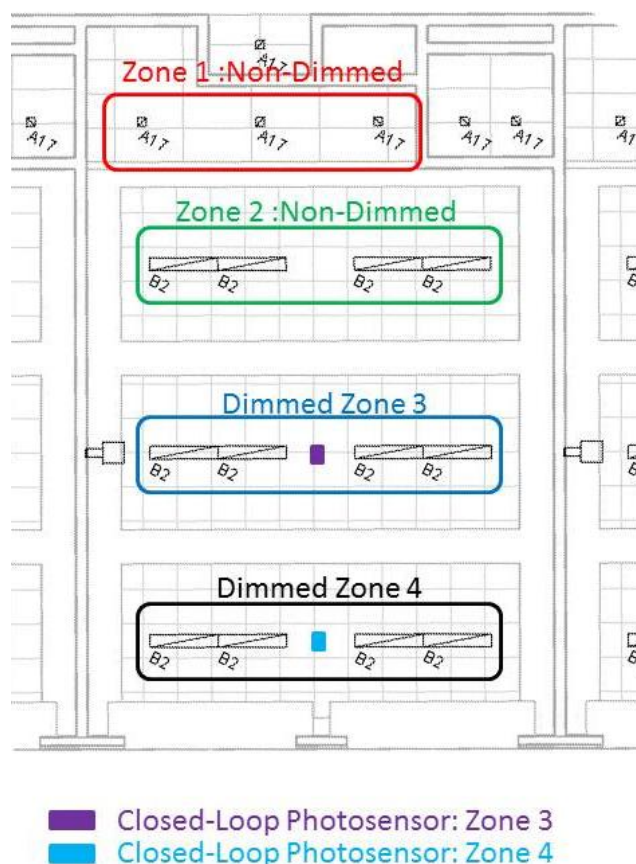 Zone 1 :Non-Dimmed
A17
A17
A17
A17
A17
A17
A17
A17
Zone 2 :Non-Dimmed
B2 B2 B2 B2
Dimmed Zone 3
B2 B2 B2 B2
Dimmed Zone 4
B2 B2 B2 B2
Closed-Loop Photosensor: Zone 3
Closed-Loop Photosensor: Zone 4